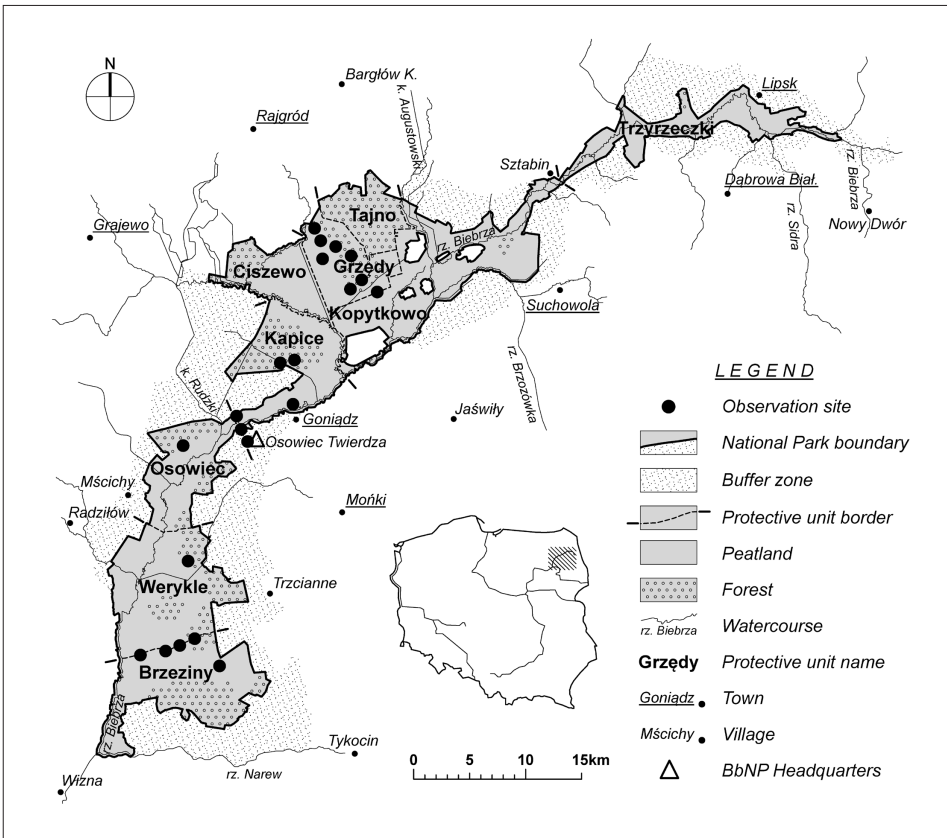 N
Bargłów K.
k. Augustowski
Lipsk
Rajgród
Trzyrzeczki
Sztabin
rz. Biebrza
Dąbrowa Biał.
Tajno
rz. Sidra
Nowy Dwór
Grajewo
rz. Biebrza
Grzędy
Ciszewo
Suchowola
Kopytkowo
Kapice
rz. Brzozówka
k. Rudzki
Jaświły
Goniądz
Osowiec Twierdza
Osowiec
Mścichy
Mońki
Radziłów
Trzcianne
Werykle
Brzeziny
rz. Biebrza
Tykocin
rz. Narew
Wizna
0 5 10 15km
LEGEND
Observation site
National Park boundary
Buffer zone
Protective unit border
Peatland
Forest
rz. Biebrza Watercourse
Grzędy Protective unit name
Goniądz Town
Mścichy Village
BbNP Headquarters